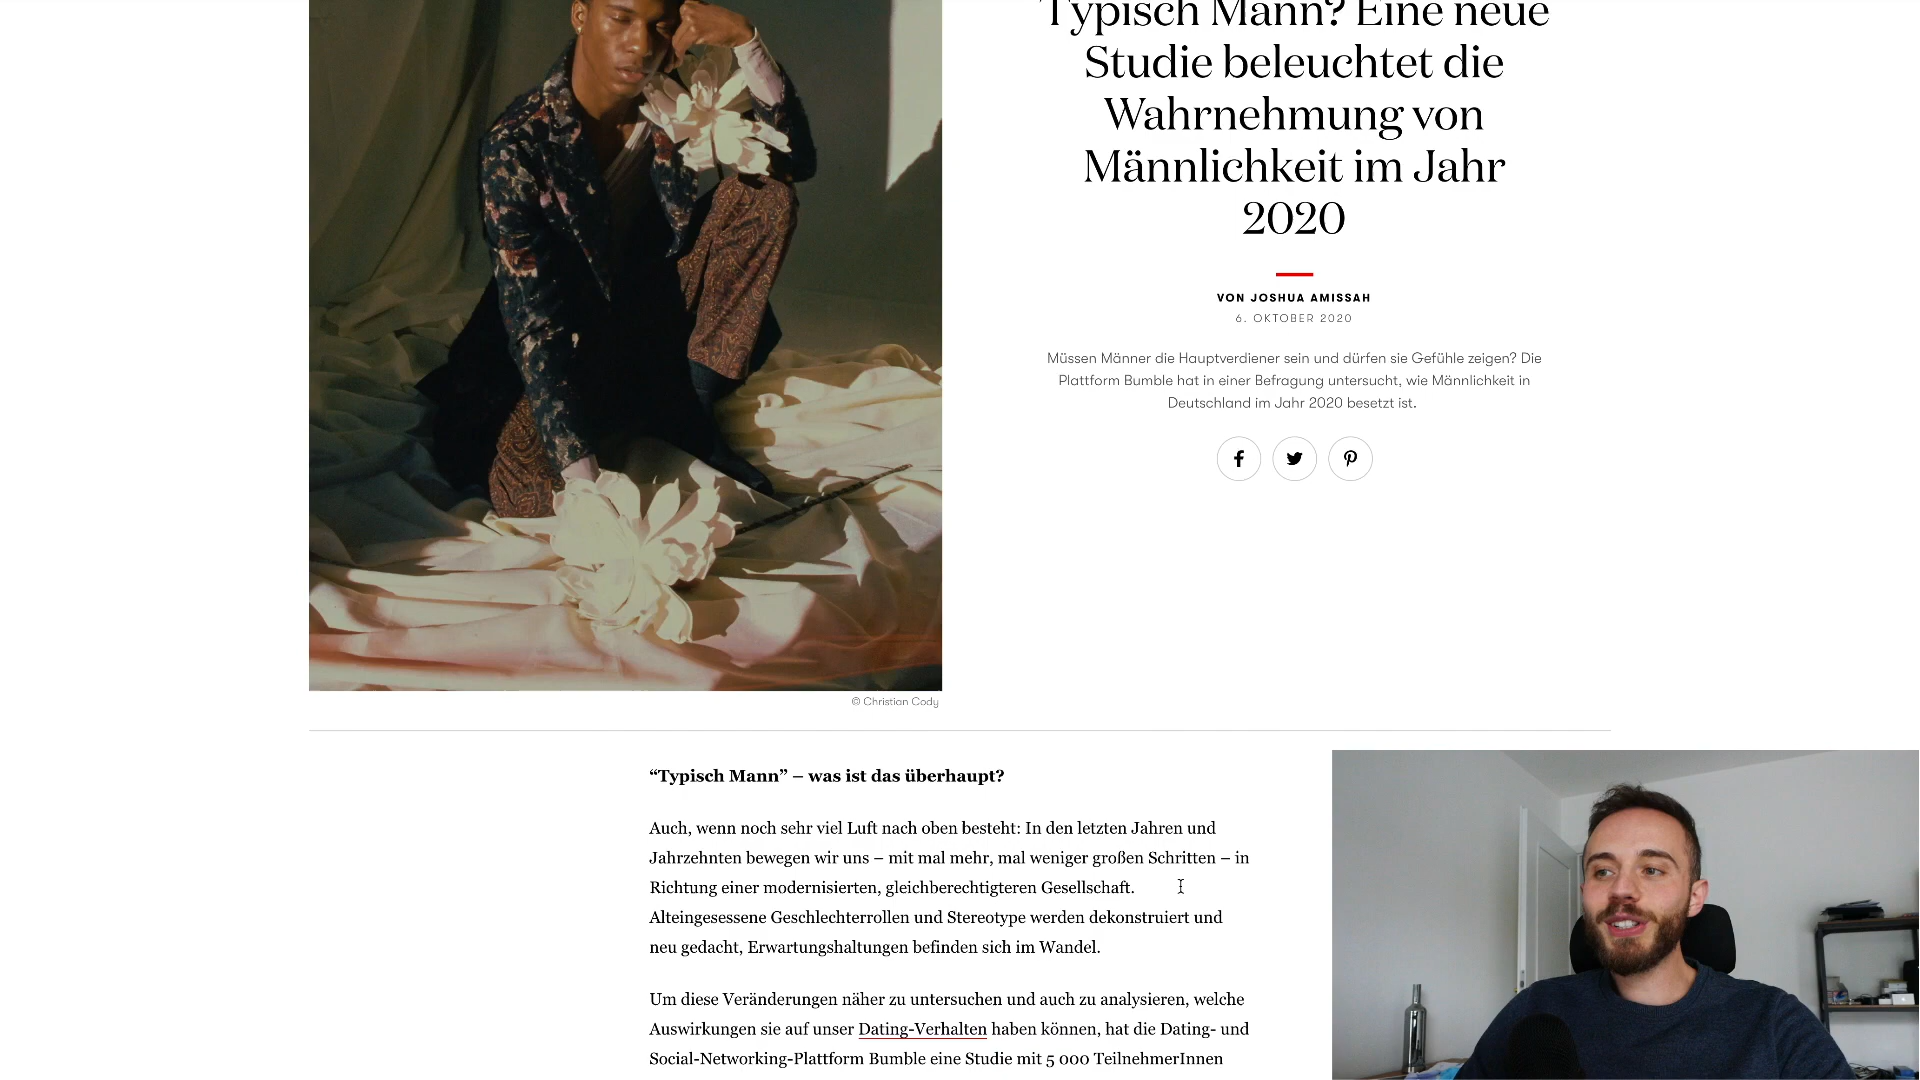 Typisch Mann? Eine neue
Studie beleuchtet die
Wahrnehmung von
Männlichkeit im Jahr
2020
VON JOSHUA AMISSAH
6. OKTOBER 2020
Müssen Männer die Hauptverdiener sein und dürfen sie Gefühle zeigen? Die
Plattform Bumble hat in einer Befragung untersucht, wie Männlichkeit in
Deutschland im Jahr 2020 besetzt ist.
© Christian Cody
“Typisch Mann” – was ist das überhaupt?
Auch, wenn noch sehr viel Luft nach oben besteht: In den letzten Jahren und
Jahrzehnten bewegen wir uns – mit mal mehr, mal weniger großen Schritten – in
Richtung einer modernisierten, gleichberechtigteren Gesellschaft.
Alteingesessene Geschlechterrollen und Stereotype werden dekonstruiert und
neu gedacht, Erwartungshaltungen befinden sich im Wandel.
Um diese Veränderungen näher zu untersuchen und auch zu analysieren, welche
Auswirkungen sie auf unser Dating-Verhalten haben können, hat die Dating- und
Social-Networking-Plattform Bumble eine Studie mit 5 000 TeilnehmerInnen